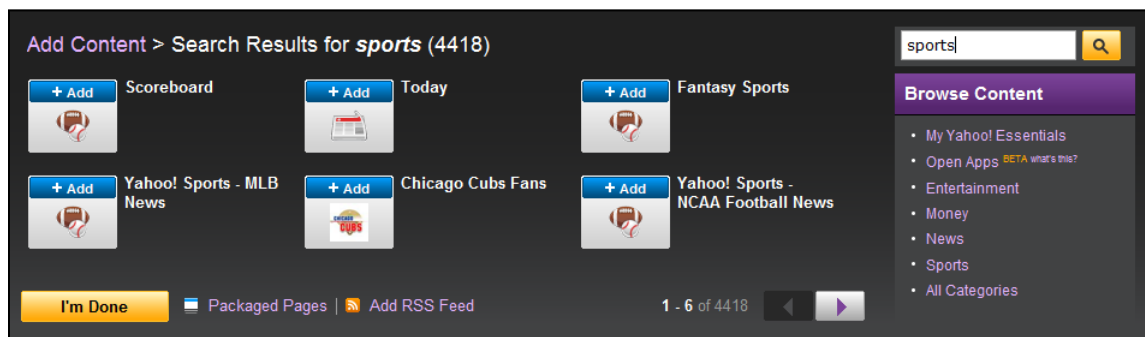 Add Content > Search Results for sports (4418)
sports
+ Add
Scoreboard
+ Add
Today
+ Add
Fantasy Sports
+ Add
Yahoo! Sports - MLB
News
+ Add
Chicago Cubs Fans
CHICAGO
CUBS
+ Add
Yahoo! Sports -
NCAA Football News
I'm Done
Packaged Pages | Add RSS Feed
1 - 6 of 4418
Browse Content
• My Yahoo! Essentials
• Open Apps BETA what's this?
• Entertainment
• Money
• News
• Sports
• All Categories